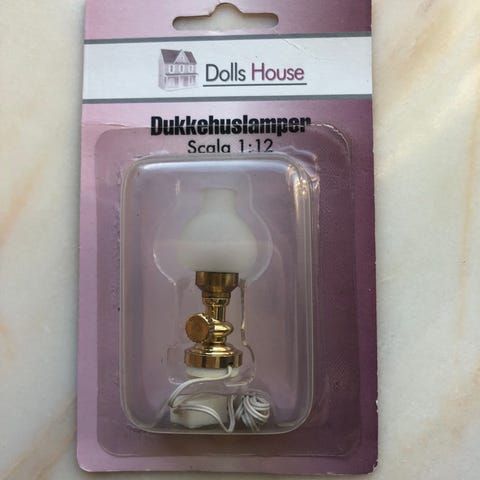 Dolls House
Dukkehuslamper
Scala 1:12